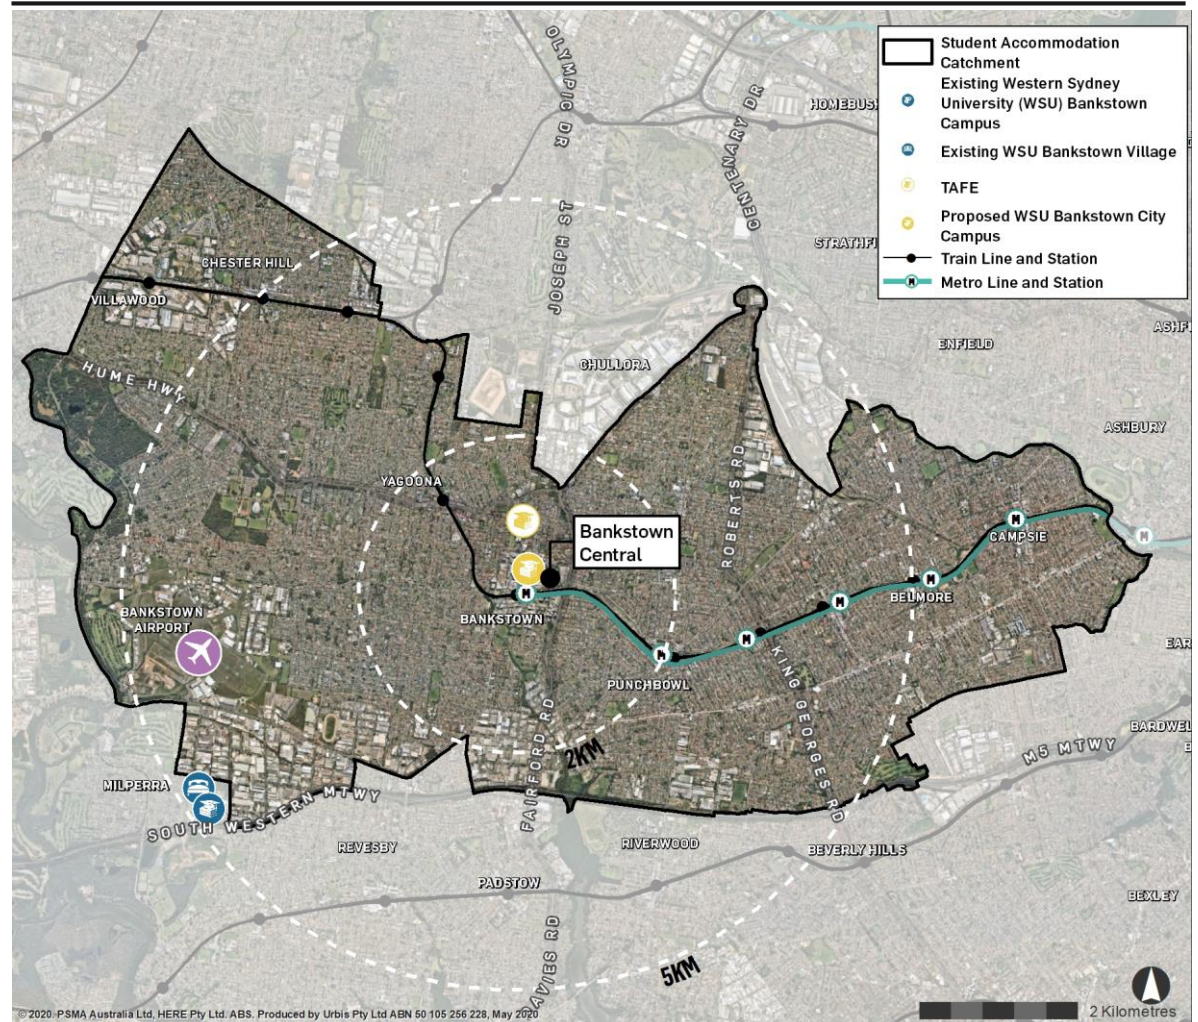 Student Accommodation
Catchment
Existing Western Sydney
University (WSU) Bankstown
Campus
Existing WSU Bankstown Village
TAFE
Proposed WSU Bankstown City
Campus
Train Line and Station
Metro Line and Station
OLYMPIC DR
CENTENARY DR
HOMEBUSH
STRATHFI
JOSEPH ST
CHESTER HILL
VILLAWOOD
ASHFI
ENFIELD
CHULLORA
HUME HWY
ASHBURY
YAGOONA
ROBERTS RD
Bankstown
Central
M
CAMPSIE
M
M
BELMORE
M
BANKSTOWN
M
M
M
BANKSTOWN
AIRPORT
EAR
PUNCHBOWL
KING GEORGES RD
FAIRFORD RD
2KM
BARDWEL
M5 MTWY
MILPERRA
SOUTH WESTERN MTWY
REVESBY
RIVERWOOD
BEVERLY HILLS
PADSTOW
BEXLEY
DAVIES RD
5KM
2 Kilometres
© 2020. PSMA Australia Ltd, HERE Pty Ltd. ABS. Produced by Urbis Pty Ltd ABN 50 105 256 228, May 2020